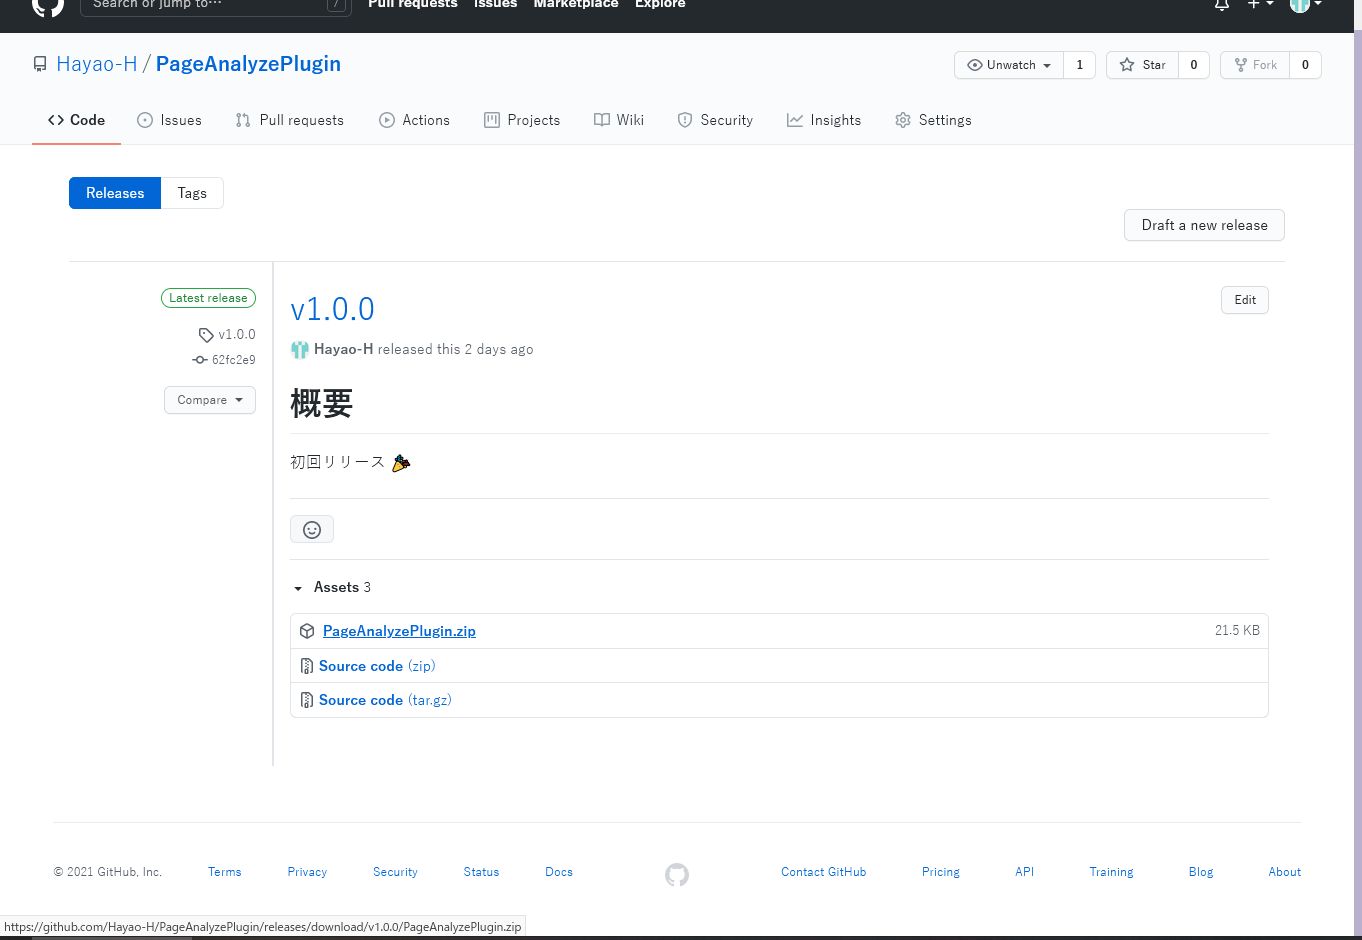 Search or jump to…
/
Pull requests Issues Marketplace Explore
Hayao-H / PageAnalyzePlugin
Unwatch 1
Star 0
Fork 0
Code Issues Pull requests Actions Projects Wiki Security Insights Settings
Releases Tags
Draft a new release
Latest release
v1.0.0
62fc2e9
Compare
v1.0.0
Edit
Hayao-H released this 2 days ago
概要
初回リリース 🎉
Assets 3
PageAnalyzePlugin.zip 21.5 KB
Source code (zip)
Source code (tar.gz)
© 2021 GitHub, Inc. Terms Privacy Security Status Docs Contact GitHub Pricing API Training Blog About
https://github.com/Hayao-H/PageAnalyzePlugin/releases/download/v1.0.0/PageAnalyzePlugin.zip